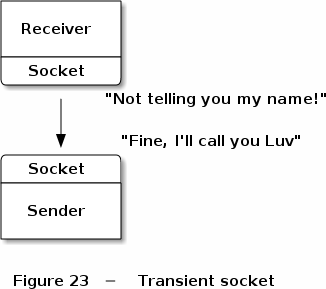 Receiver
Socket
"Not telling you my name!"
"Fine, I'll call you Luv"
Socket
Sender
Figure 23 – Transient socket